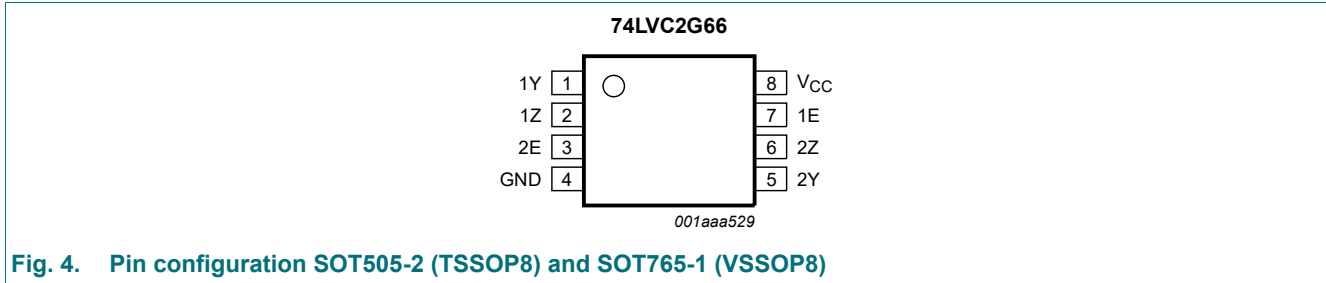 74LVC2G66
1Y 1 8 VCC
1Z 2 7 1E
2E 3 6 2Z
GND 4 5 2Y
001aaa529
Fig. 4. Pin configuration SOT505-2 (TSSOP8) and SOT765-1 (VSSOP8)